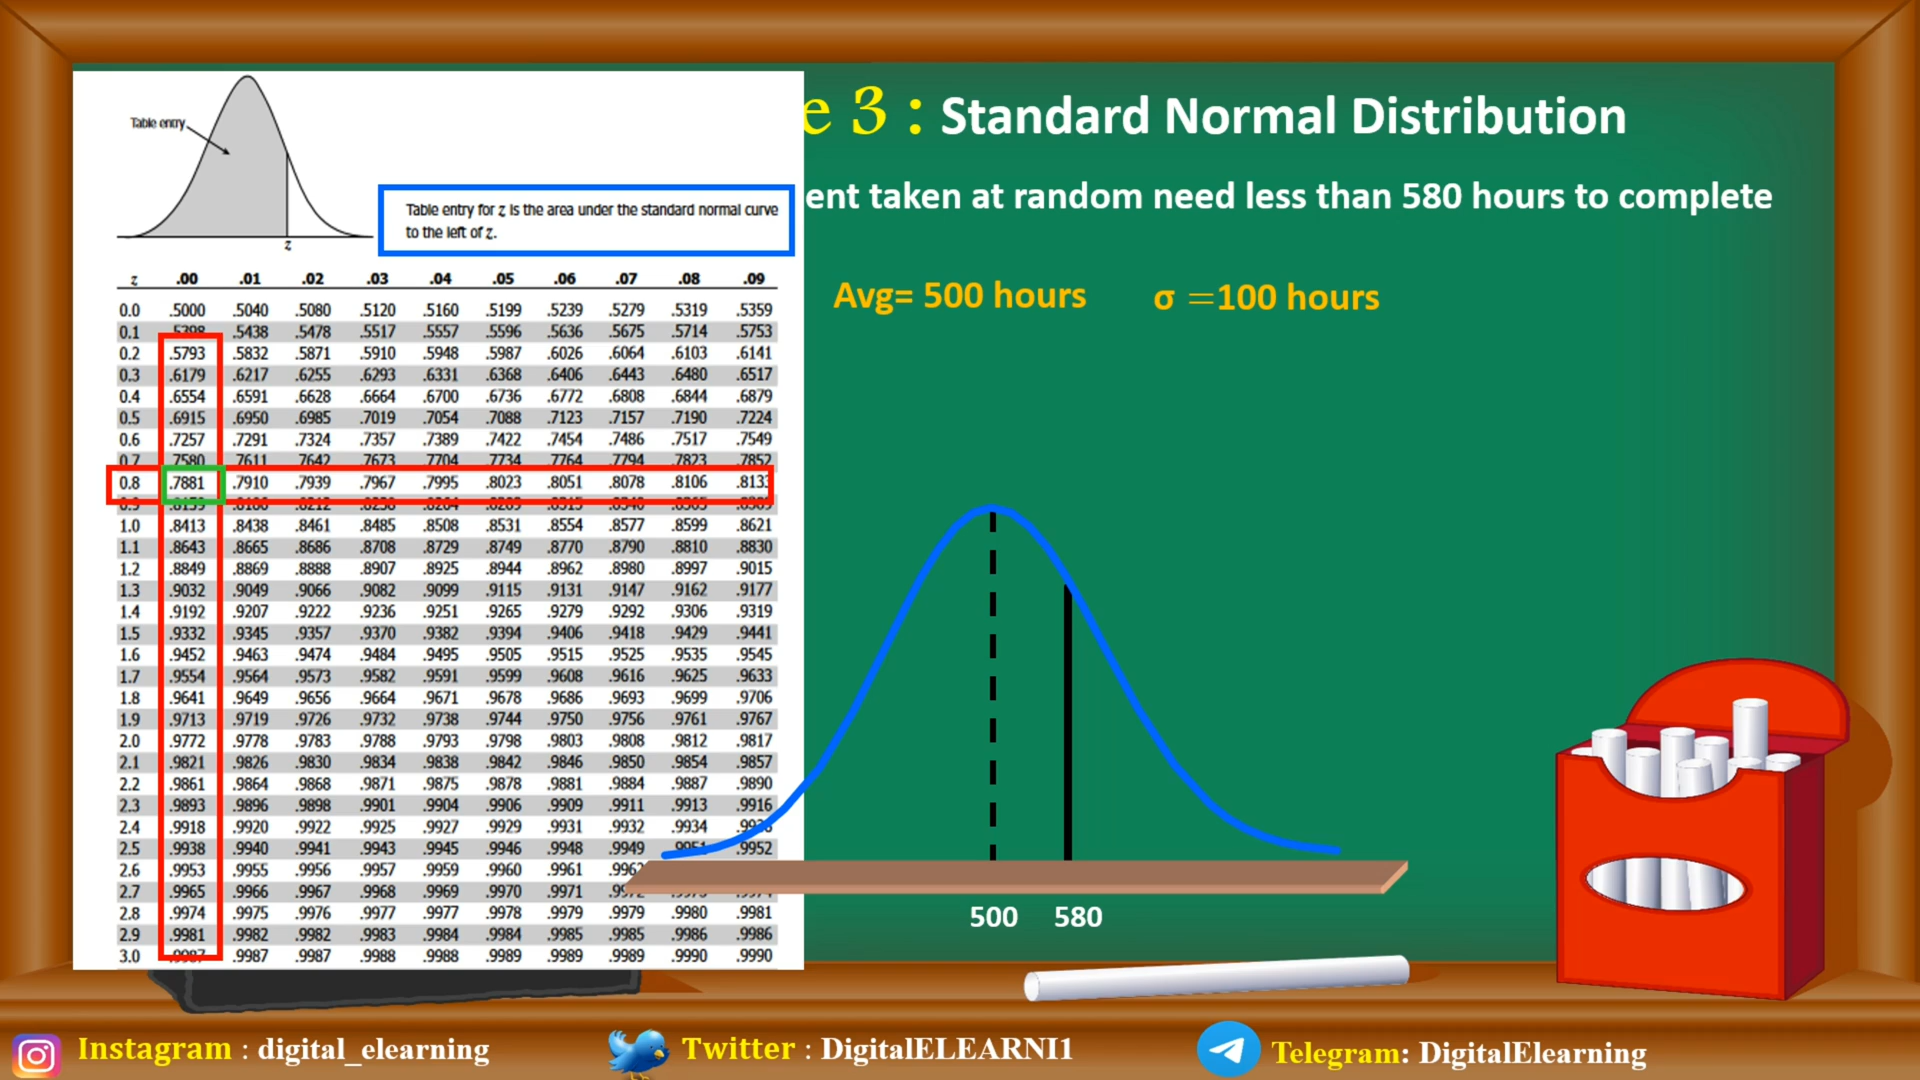 e 3 : Standard Normal Distribution
ent taken at random need less than 580 hours to complete
Avg= 500 hours σ =100 hours
Table entry
z
Table entry for z is the area under the standard normal curve
to the left of z.
z .00 .01 .02 .03 .04 .05 .06 .07 .08 .09
0.0 .5000 .5040 .5080 .5120 .5160 .5199 .5239 .5279 .5319 .5359
0.1 .5398 .5438 .5478 .5517 .5557 .5596 .5636 .5675 .5714 .5753
0.2 .5793 .5832 .5871 .5910 .5948 .5987 .6026 .6064 .6103 .6141
0.3 .6179 .6217 .6255 .6293 .6331 .6368 .6406 .6443 .6480 .6517
0.4 .6554 .6591 .6628 .6664 .6700 .6736 .6772 .6808 .6844 .6879
0.5 .6915 .6950 .6985 .7019 .7054 .7088 .7123 .7157 .7190 .7224
0.6 .7257 .7291 .7324 .7357 .7389 .7422 .7454 .7486 .7517 .7549
0.7 .7580 .7611 .7642 .7673 .7704 .7734 .7764 .7794 .7823 .7852
0.8 .7881 .7910 .7939 .7967 .7995 .8023 .8051 .8078 .8106 .8133
1.0 .8413 .8438 .8461 .8485 .8508 .8531 .8554 .8577 .8599 .8621
1.1 .8643 .8665 .8686 .8708 .8729 .8749 .8770 .8790 .8810 .8830
1.2 .8849 .8869 .8888 .8907 .8925 .8944 .8962 .8980 .8997 .9015
1.3 .9032 .9049 .9066 .9082 .9099 .9115 .9131 .9147 .9162 .9177
1.4 .9192 .9207 .9222 .9236 .9251 .9265 .9279 .9292 .9306 .9319
1.5 .9332 .9345 .9357 .9370 .9382 .9394 .9406 .9418 .9429 .9441
1.6 .9452 .9463 .9474 .9484 .9495 .9505 .9515 .9525 .9535 .9545
1.7 .9554 .9564 .9573 .9582 .9591 .9599 .9608 .9616 .9625 .9633
1.8 .9641 .9649 .9656 .9664 .9671 .9678 .9686 .9693 .9699 .9706
1.9 .9713 .9719 .9726 .9732 .9738 .9744 .9750 .9756 .9761 .9767
2.0 .9772 .9778 .9783 .9788 .9793 .9798 .9803 .9808 .9812 .9817
2.1 .9821 .9826 .9830 .9834 .9838 .9842 .9846 .9850 .9854 .9857
2.2 .9861 .9864 .9868 .9871 .9875 .9878 .9881 .9884 .9887 .9890
2.3 .9893 .9896 .9898 .9901 .9904 .9906 .9909 .9911 .9913 .9916
2.4 .9918 .9920 .9922 .9925 .9927 .9929 .9931 .9932 .9934
2.5 .9938 .9940 .9941 .9943 .9945 .9946 .9948 .9949 .9951 .9952
2.6 .9953 .9955 .9956 .9957 .9959 .9960 .9961 .9962
2.7 .9965 .9966 .9967 .9968 .9969 .9970 .9971
2.8 .9974 .9975 .9976 .9977 .9977 .9978 .9979 .9979 .9980 .9981
2.9 .9981 .9982 .9982 .9983 .9984 .9984 .9985 .9985 .9986 .9986
3.0 .9987 .9987 .9987 .9988 .9988 .9989 .9989 .9989 .9990 .9990
500 580
Instagram : digital_elearning Twitter : DigitalELEARNI1 Telegram: DigitalElearning